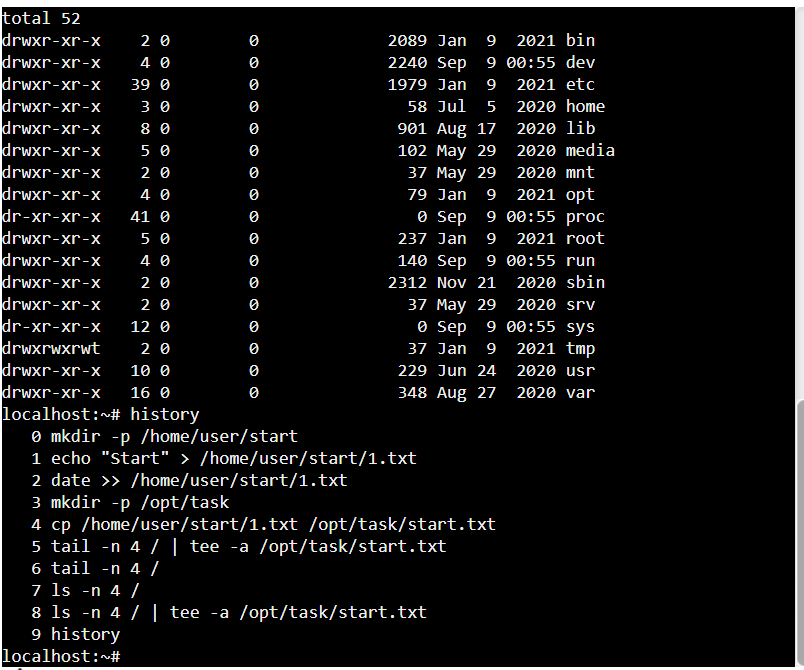 total 52
drwxr-xr-x    2 0        0             2089 Jan  9  2021 bin
drwxr-xr-x    4 0        0             2240 Sep  9 00:55 dev
drwxr-xr-x   39 0        0             1979 Jan  9  2021 etc
drwxr-xr-x    3 0        0               58 Jul  5  2020 home
drwxr-xr-x    8 0        0              901 Aug 17  2020 lib
drwxr-xr-x    5 0        0              102 May 29  2020 media
drwxr-xr-x    2 0        0               37 May 29  2020 mnt
drwxr-xr-x    4 0        0               79 Jan  9  2021 opt
dr-xr-xr-x   41 0        0                0 Sep  9 00:55 proc
drwxr-xr-x    5 0        0              237 Jan  9  2021 root
drwxr-xr-x    4 0        0              140 Sep  9 00:55 run
drwxr-xr-x    2 0        0             2312 Nov 21  2020 sbin
drwxr-xr-x    2 0        0               37 May 29  2020 srv
dr-xr-xr-x   12 0        0                0 Sep  9 00:55 sys
drwxrwxrwt    2 0        0               37 Jan  9  2021 tmp
drwxr-xr-x   10 0        0              229 Jun 24  2020 usr
drwxr-xr-x   16 0        0              348 Aug 27  2020 var
localhost:~# history
   0 mkdir -p /home/user/start
   1 echo "Start" > /home/user/start/1.txt
   2 date >> /home/user/start/1.txt
   3 mkdir -p /opt/task
   4 cp /home/user/start/1.txt /opt/task/start.txt
   5 tail -n 4 / | tee -a /opt/task/start.txt
   6 tail -n 4 /
   7 ls -n 4 /
   8 ls -n 4 / | tee -a /opt/task/start.txt
   9 history
localhost:~#